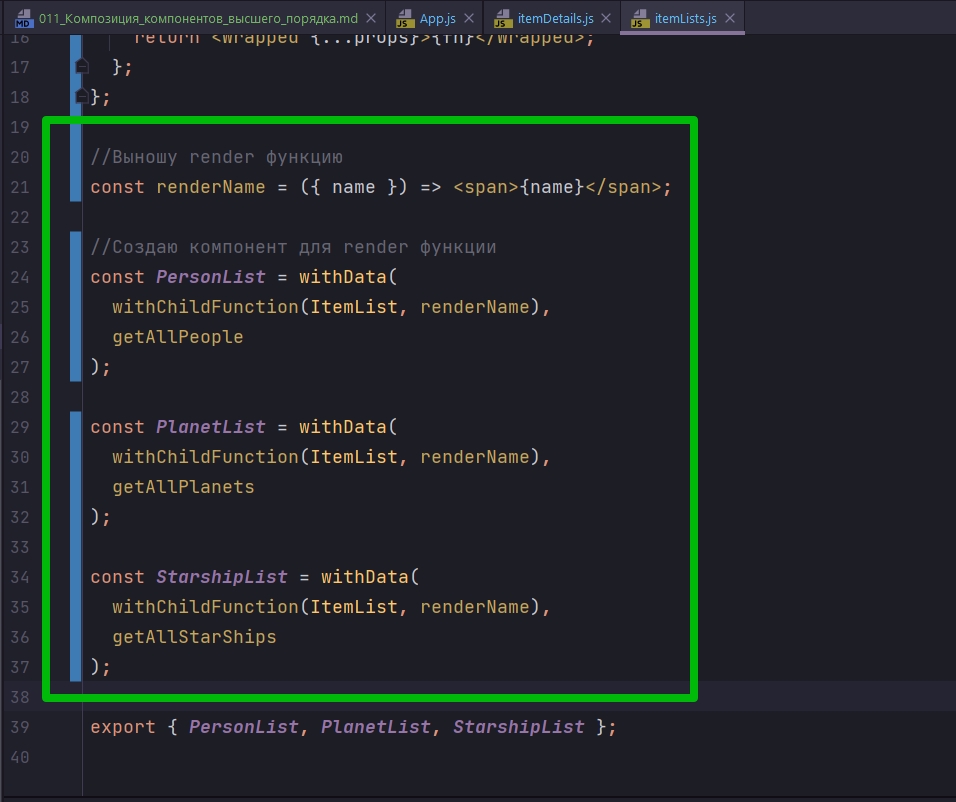 011_Композиция_компонентов_высшего_порядка.md App.js itemDetails.js itemLists.js
16 return <Wrapped {...props}>{fn}</Wrapped>;
17 };
18 };
19
20 //Выношу render функцию
21 const renderName = ({ name }) => <span>{name}</span>;
22
23 //Создаю компонент для render функции
24 const PersonList = withData(
25 withChildFunction(ItemList, renderName),
26 getAllPeople
27 );
28
29 const PlanetList = withData(
30 withChildFunction(ItemList, renderName),
31 getAllPlanets
32 );
33
34 const StarshipList = withData(
35 withChildFunction(ItemList, renderName),
36 getAllStarShips
37 );
38
39 export { PersonList, PlanetList, StarshipList };
40